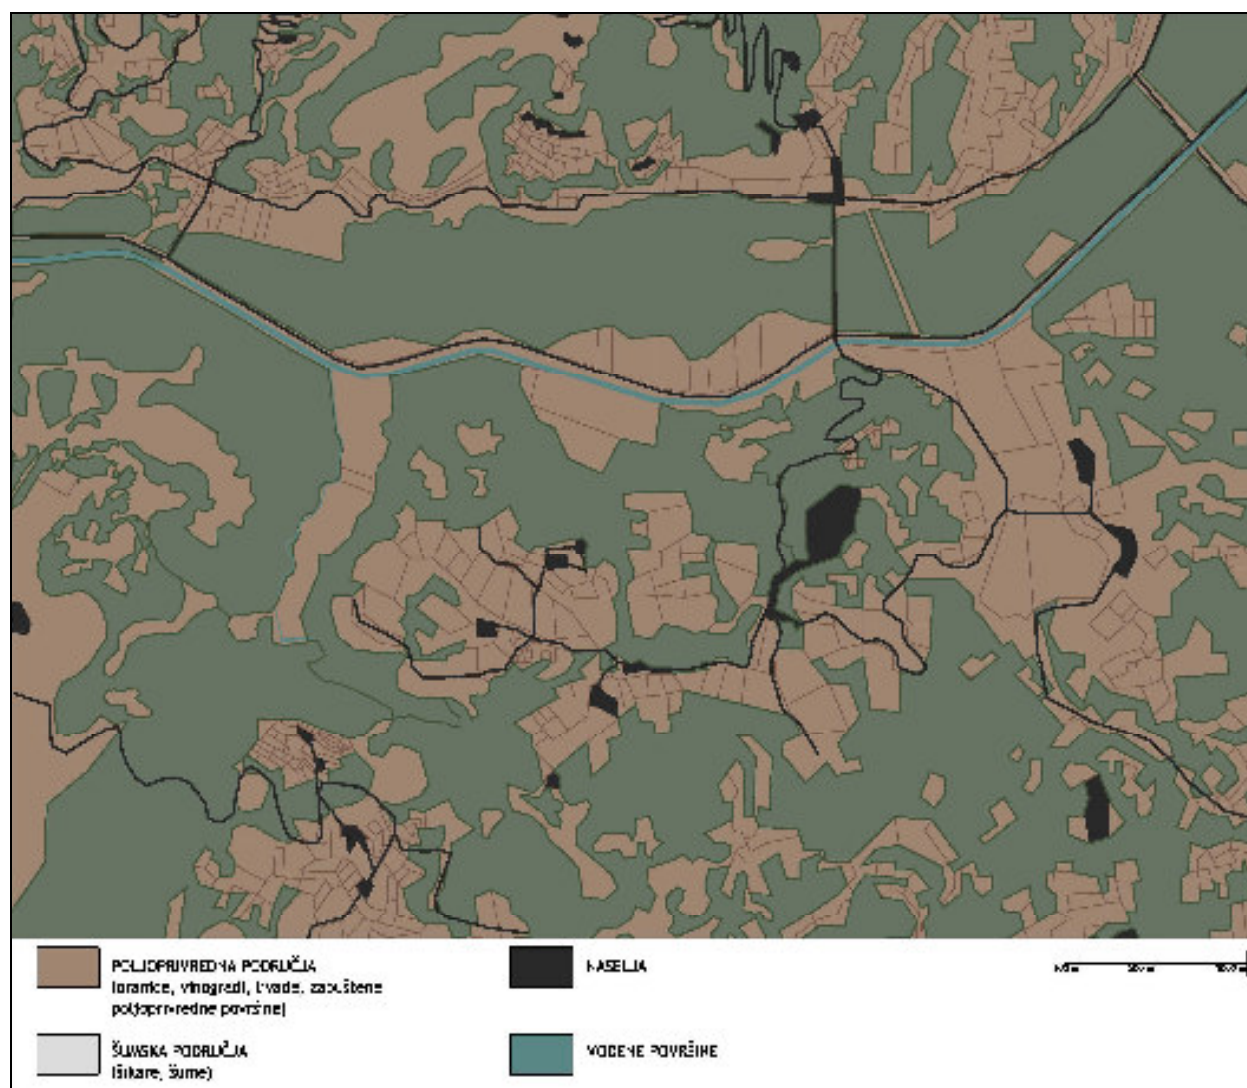 POLJOPRIVREDNA PODRUČJA
(oranice, vinogradi, livade, zapuštene
poljoprivredne površine)
ŠUMSKA PODRUČJA
(šikare, šume)
NASELJA
VODENE POVRŠINE